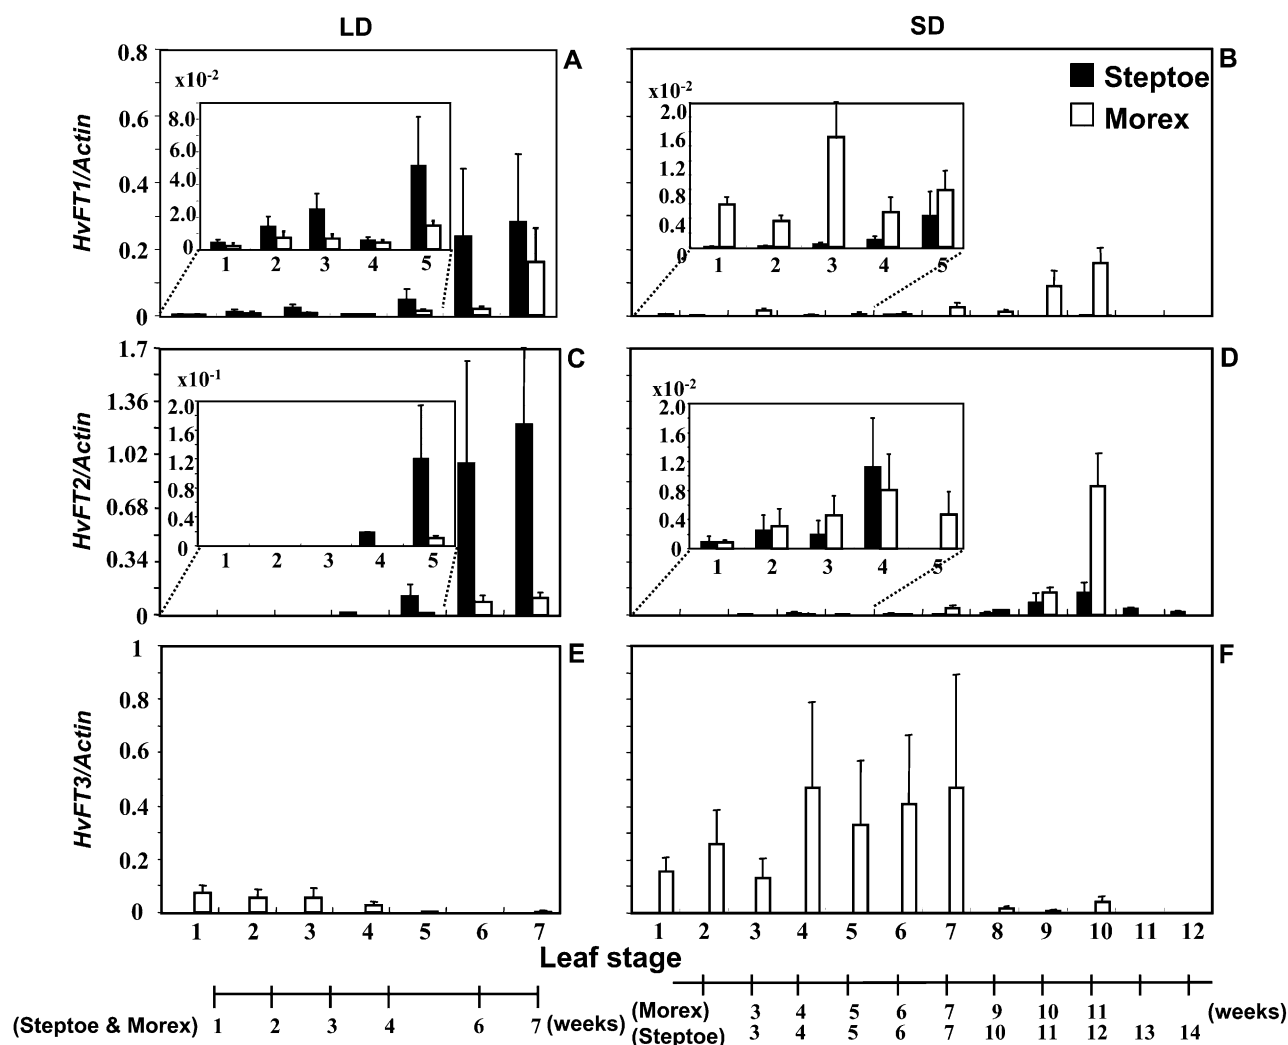 LD
SD
A
0.8
0.6
0.4
0.2
0
HvFT1/Actin
x10-2
8.0
6.0
4.0
2.0
0
1 2 3 4 5
B
Steptoe
Morex
x10-2
2.0
1.6
1.2
0.8
0.4
0
1 2 3 4 5
C
1.7
1.36
1.02
0.68
0.34
0
HvFT2/Actin
x10-1
2.0
1.6
1.2
0.8
0.4
0
1 2 3 4 5
D
x10-2
2.0
1.6
1.2
0.8
0.4
0
1 2 3 4 5
E
1
0.8
0.6
0.4
0.2
0
HvFT3/Actin
1 2 3 4 5 6 7
F
1 2 3 4 5 6 7 8 9 10 11 12
Leaf stage
(Steptoe & Morex) 1 2 3 4 6 7 (weeks)
(Morex) 3 4 5 6 7 9 10 11 (weeks)
(Steptoe) 3 4 5 6 7 10 11 12 13 14